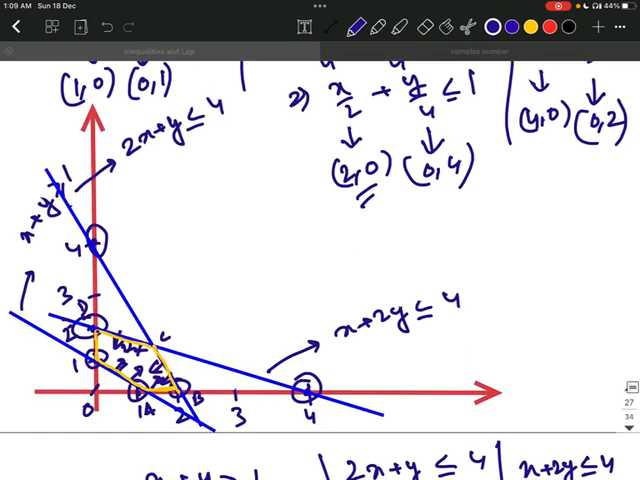 1:09 AM Sun 18 Dec
44%
inequalities and Lpp
complex number
(1,0) (0,1)
2) x/2 + y/4 ≤ 1
(2,0) (0,4)
(4,0) (0,2)
2x+y ≤ 4
x+y ≥ 1
x+2y ≤ 4
4
3
D
2
1
C
0
1A
2
B
3
4
27
34
x+y ≥ 1
2x+y ≤ 4
x+2y ≤ 4